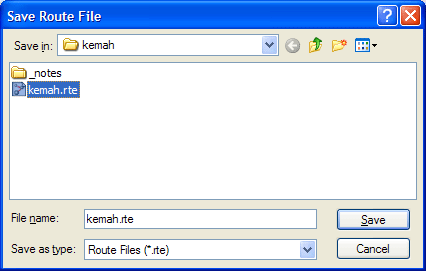 Save Route File
Save in: kemah
_notes
kemah.rte
File name: kemah.rte Save
Save as type: Route Files (*.rte) Cancel